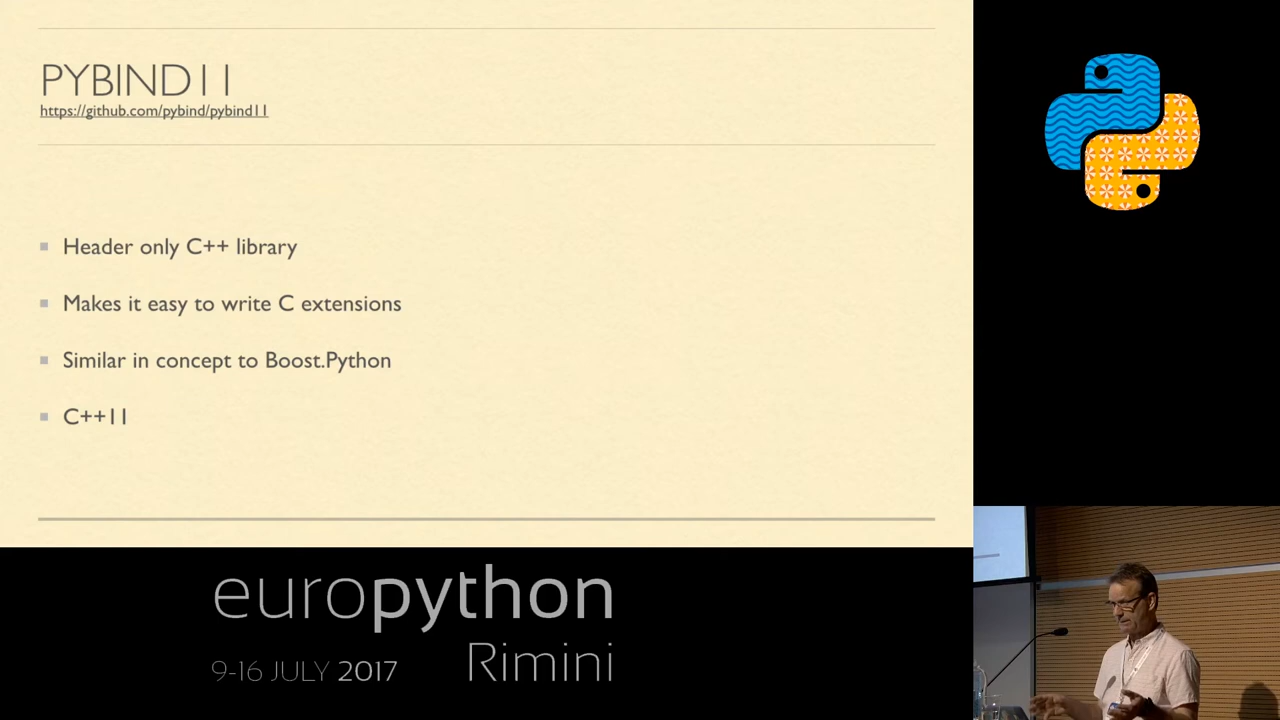 PYBIND11
https://github.com/pybind/pybind11
Header only C++ library
Makes it easy to write C extensions
Similar in concept to Boost.Python
C++11
europython
9-16 JULY 2017
Rimini